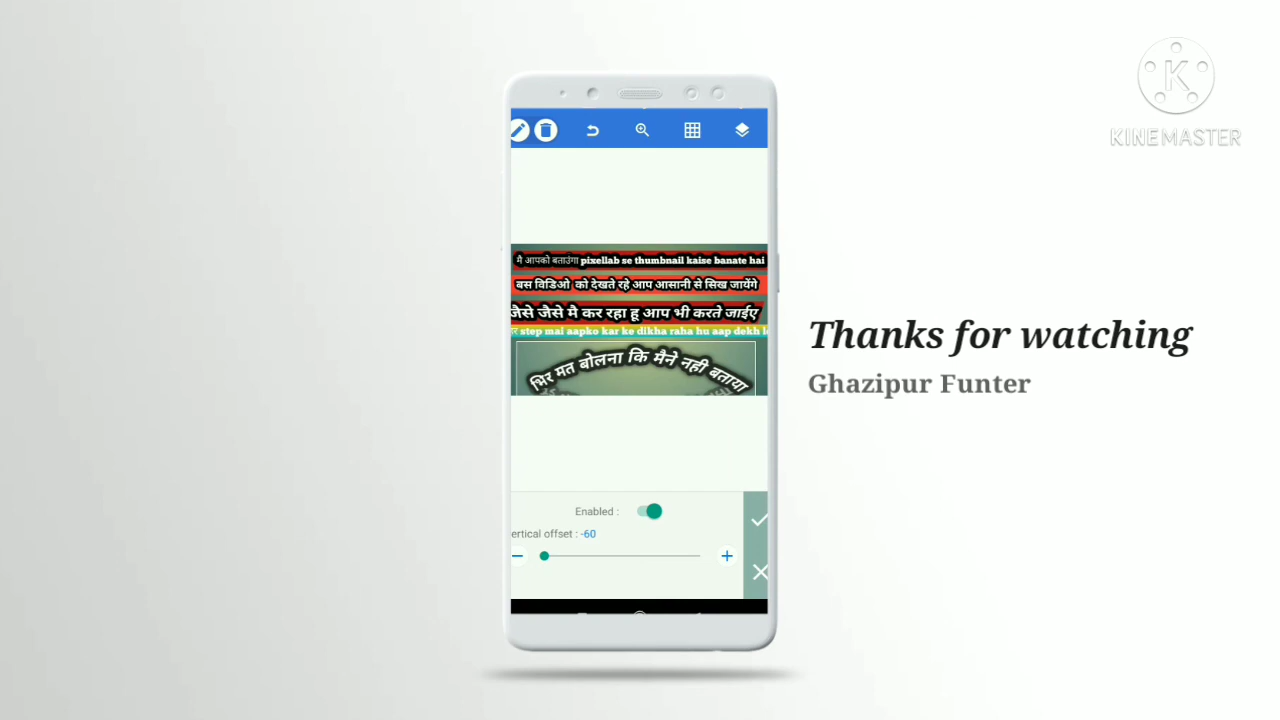 KINEMASTER
मै आपको बताउंगा pixellab se thumbnail kaise banate hai
बस विडिओ को देखते रहे आप आसानी से सिख जायेंगे
जैसे जैसे मै कर रहा हू आप भी करते जाईए
step mai aapko kar ke dikha raha hu aap dekh
भिर मत बोलना कि मैने नही बताया
Thanks for watching
Ghazipur Funter
Enabled :
ertical offset : -60